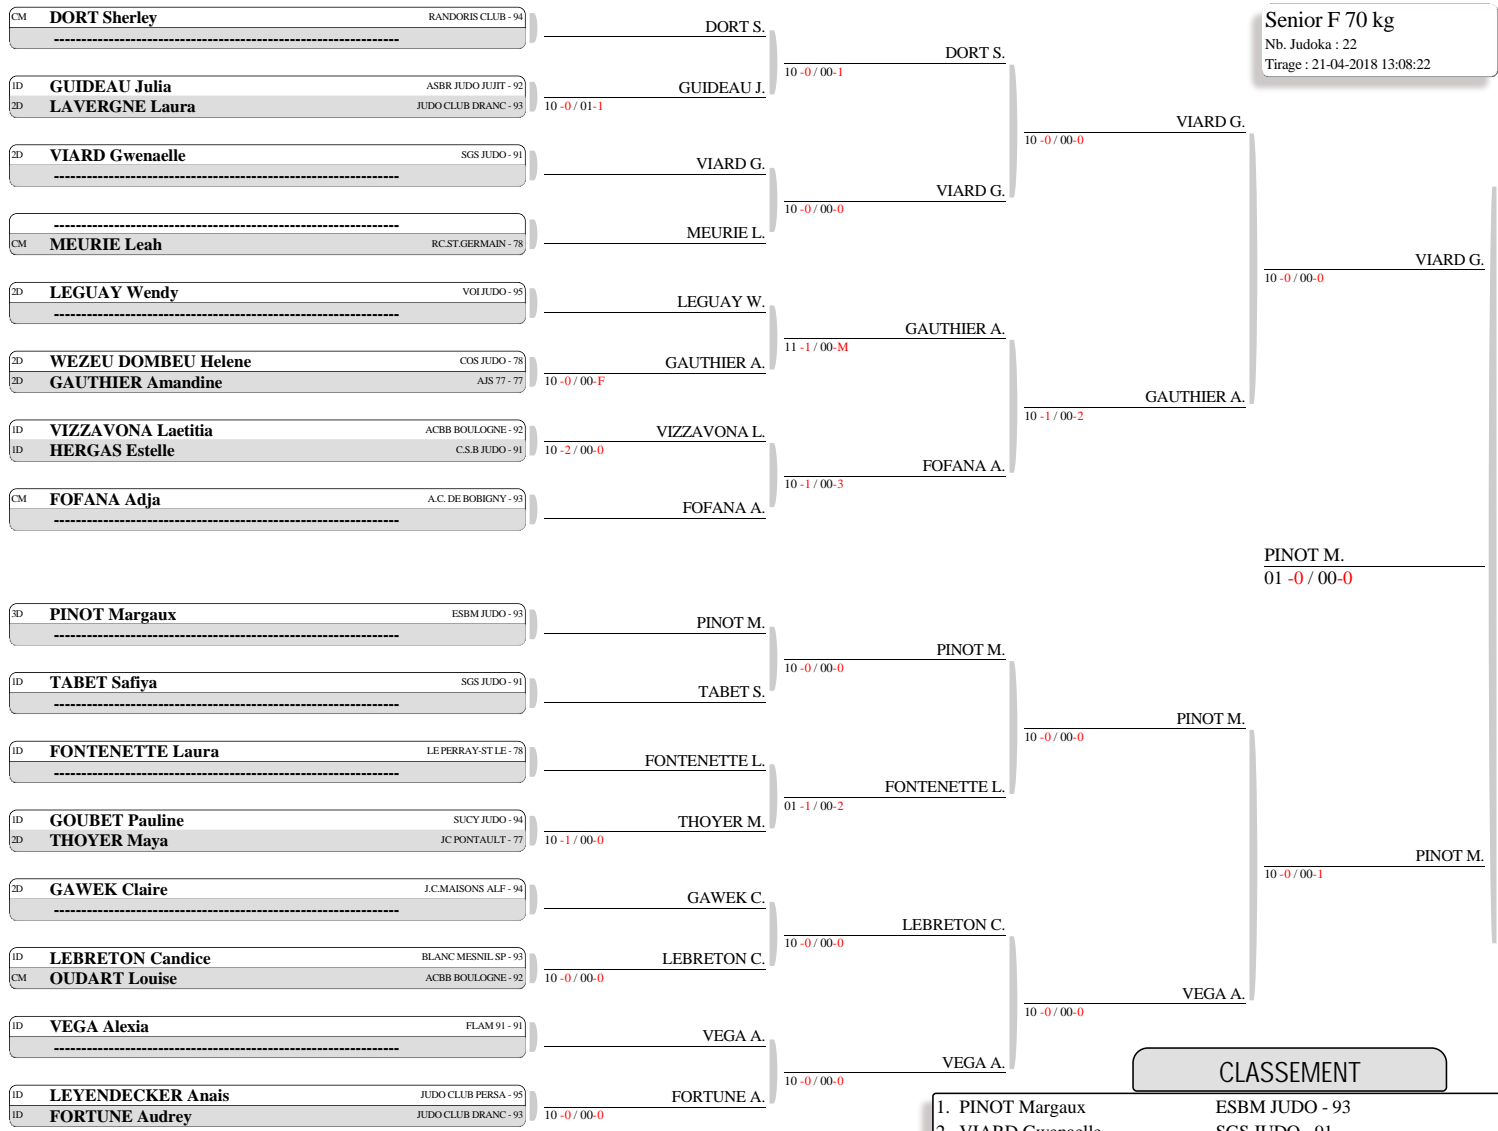 Senior F 70 kg
Nb. Judoka : 22
Tirage : 21-04-2018 13:08:22
CM DORT Sherley RANDORIS CLUB - 94
----------------------------------------------------------------
1D GUIDEAU Julia ASBR JUDO JUJIT - 92
2D LAVERGNE Laura JUDO CLUB DRANC - 93
2D VIARD Gwenaelle SGS JUDO - 91
----------------------------------------------------------------
----------------------------------------------------------------
CM MEURIE Leah RC.ST.GERMAIN - 78
2D LEGUAY Wendy VOI JUDO - 95
----------------------------------------------------------------
2D WEZEU DOMBEU Helene COS JUDO - 78
2D GAUTHIER Amandine AJS 77 - 77
1D VIZZAVONA Laetitia ACBB BOULOGNE - 92
1D HERGAS Estelle C.S.B JUDO - 91
CM FOFANA Adja A.C. DE BOBIGNY - 93
----------------------------------------------------------------
3D PINOT Margaux ESBM JUDO - 93
----------------------------------------------------------------
1D TABET Safiya SGS JUDO - 91
----------------------------------------------------------------
1D FONTENETTE Laura LE PERRAY-ST LE - 78
----------------------------------------------------------------
1D GOUBET Pauline SUCY JUDO - 94
2D THOYER Maya JC PONTAULT - 77
2D GAWEK Claire J.C.MAISONS ALF - 94
----------------------------------------------------------------
1D LEBRETON Candice BLANC MESNIL SP - 93
CM OUDART Louise ACBB BOULOGNE - 92
1D VEGA Alexia FLAM 91 - 91
----------------------------------------------------------------
1D LEYENDECKER Anais JUDO CLUB PERSA - 95
1D FORTUNE Audrey JUDO CLUB DRANC - 93
DORT S.
GUIDEAU J.
10 -0 / 01-1
VIARD G.
MEURIE L.
LEGUAY W.
GAUTHIER A.
10 -0 / 00-F
VIZZAVONA L.
10 -2 / 00-0
FOFANA A.
PINOT M.
TABET S.
FONTENETTE L.
THOYER M.
10 -1 / 00-0
GAWEK C.
LEBRETON C.
10 -0 / 00-0
VEGA A.
FORTUNE A.
10 -0 / 00-0
DORT S.
10 -0 / 00-1
VIARD G.
10 -0 / 00-0
GAUTHIER A.
11 -1 / 00-M
FOFANA A.
10 -1 / 00-3
PINOT M.
10 -0 / 00-0
FONTENETTE L.
01 -1 / 00-2
LEBRETON C.
10 -0 / 00-0
VEGA A.
10 -0 / 00-0
VIARD G.
10 -0 / 00-0
GAUTHIER A.
10 -1 / 00-2
PINOT M.
10 -0 / 00-0
VEGA A.
10 -0 / 00-0
VIARD G.
10 -0 / 00-0
PINOT M.
10 -0 / 00-1
PINOT M.
01 -0 / 00-0
CLASSEMENT
1. PINOT Margaux ESBM JUDO - 93
2. VIARD Gwenaelle SGS JUDO - 91